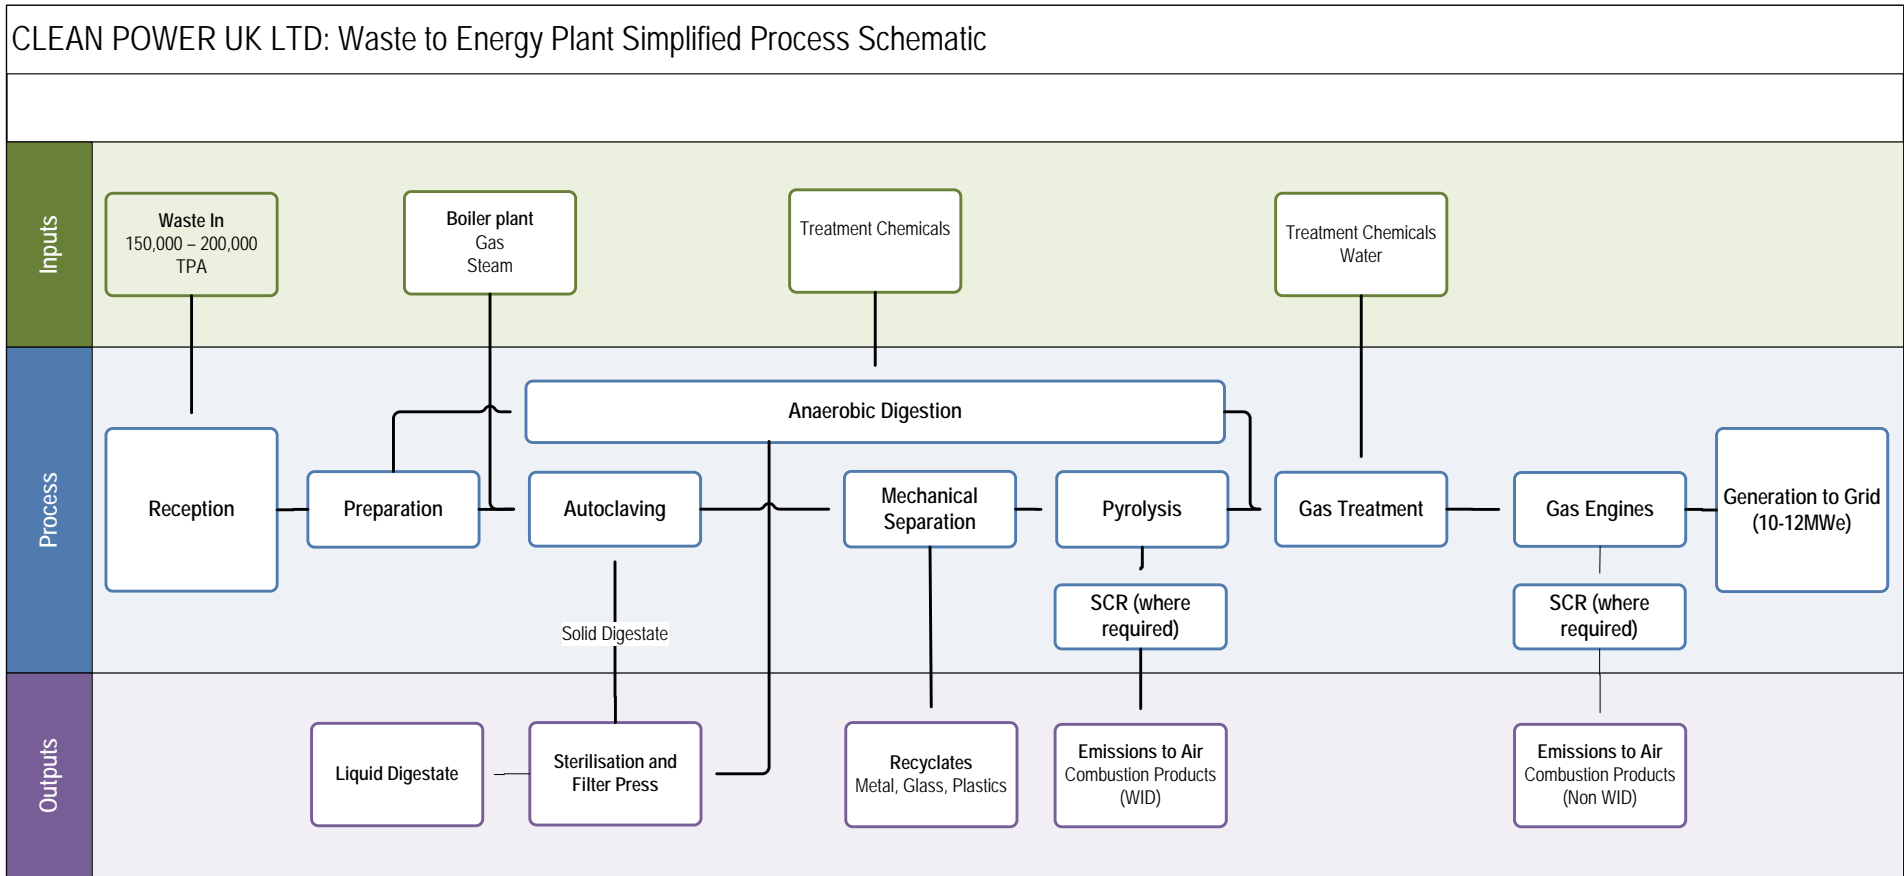 CLEAN POWER UK LTD: Waste to Energy Plant Simplified Process Schematic
Inputs
Waste In
150,000 – 200,000
TPA
Boiler plant
Gas
Steam
Treatment Chemicals
Treatment Chemicals
Water
Process
Anaerobic Digestion
Reception
Preparation
Autoclaving
Mechanical
Separation
Pyrolysis
Gas Treatment
Gas Engines
Generation to Grid
(10-12MWe)
SCR (where
required)
SCR (where
required)
Solid Digestate
Outputs
Liquid Digestate
Sterilisation and
Filter Press
Recyclates
Metal, Glass, Plastics
Emissions to Air
Combustion Products
(WID)
Emissions to Air
Combustion Products
(Non WID)